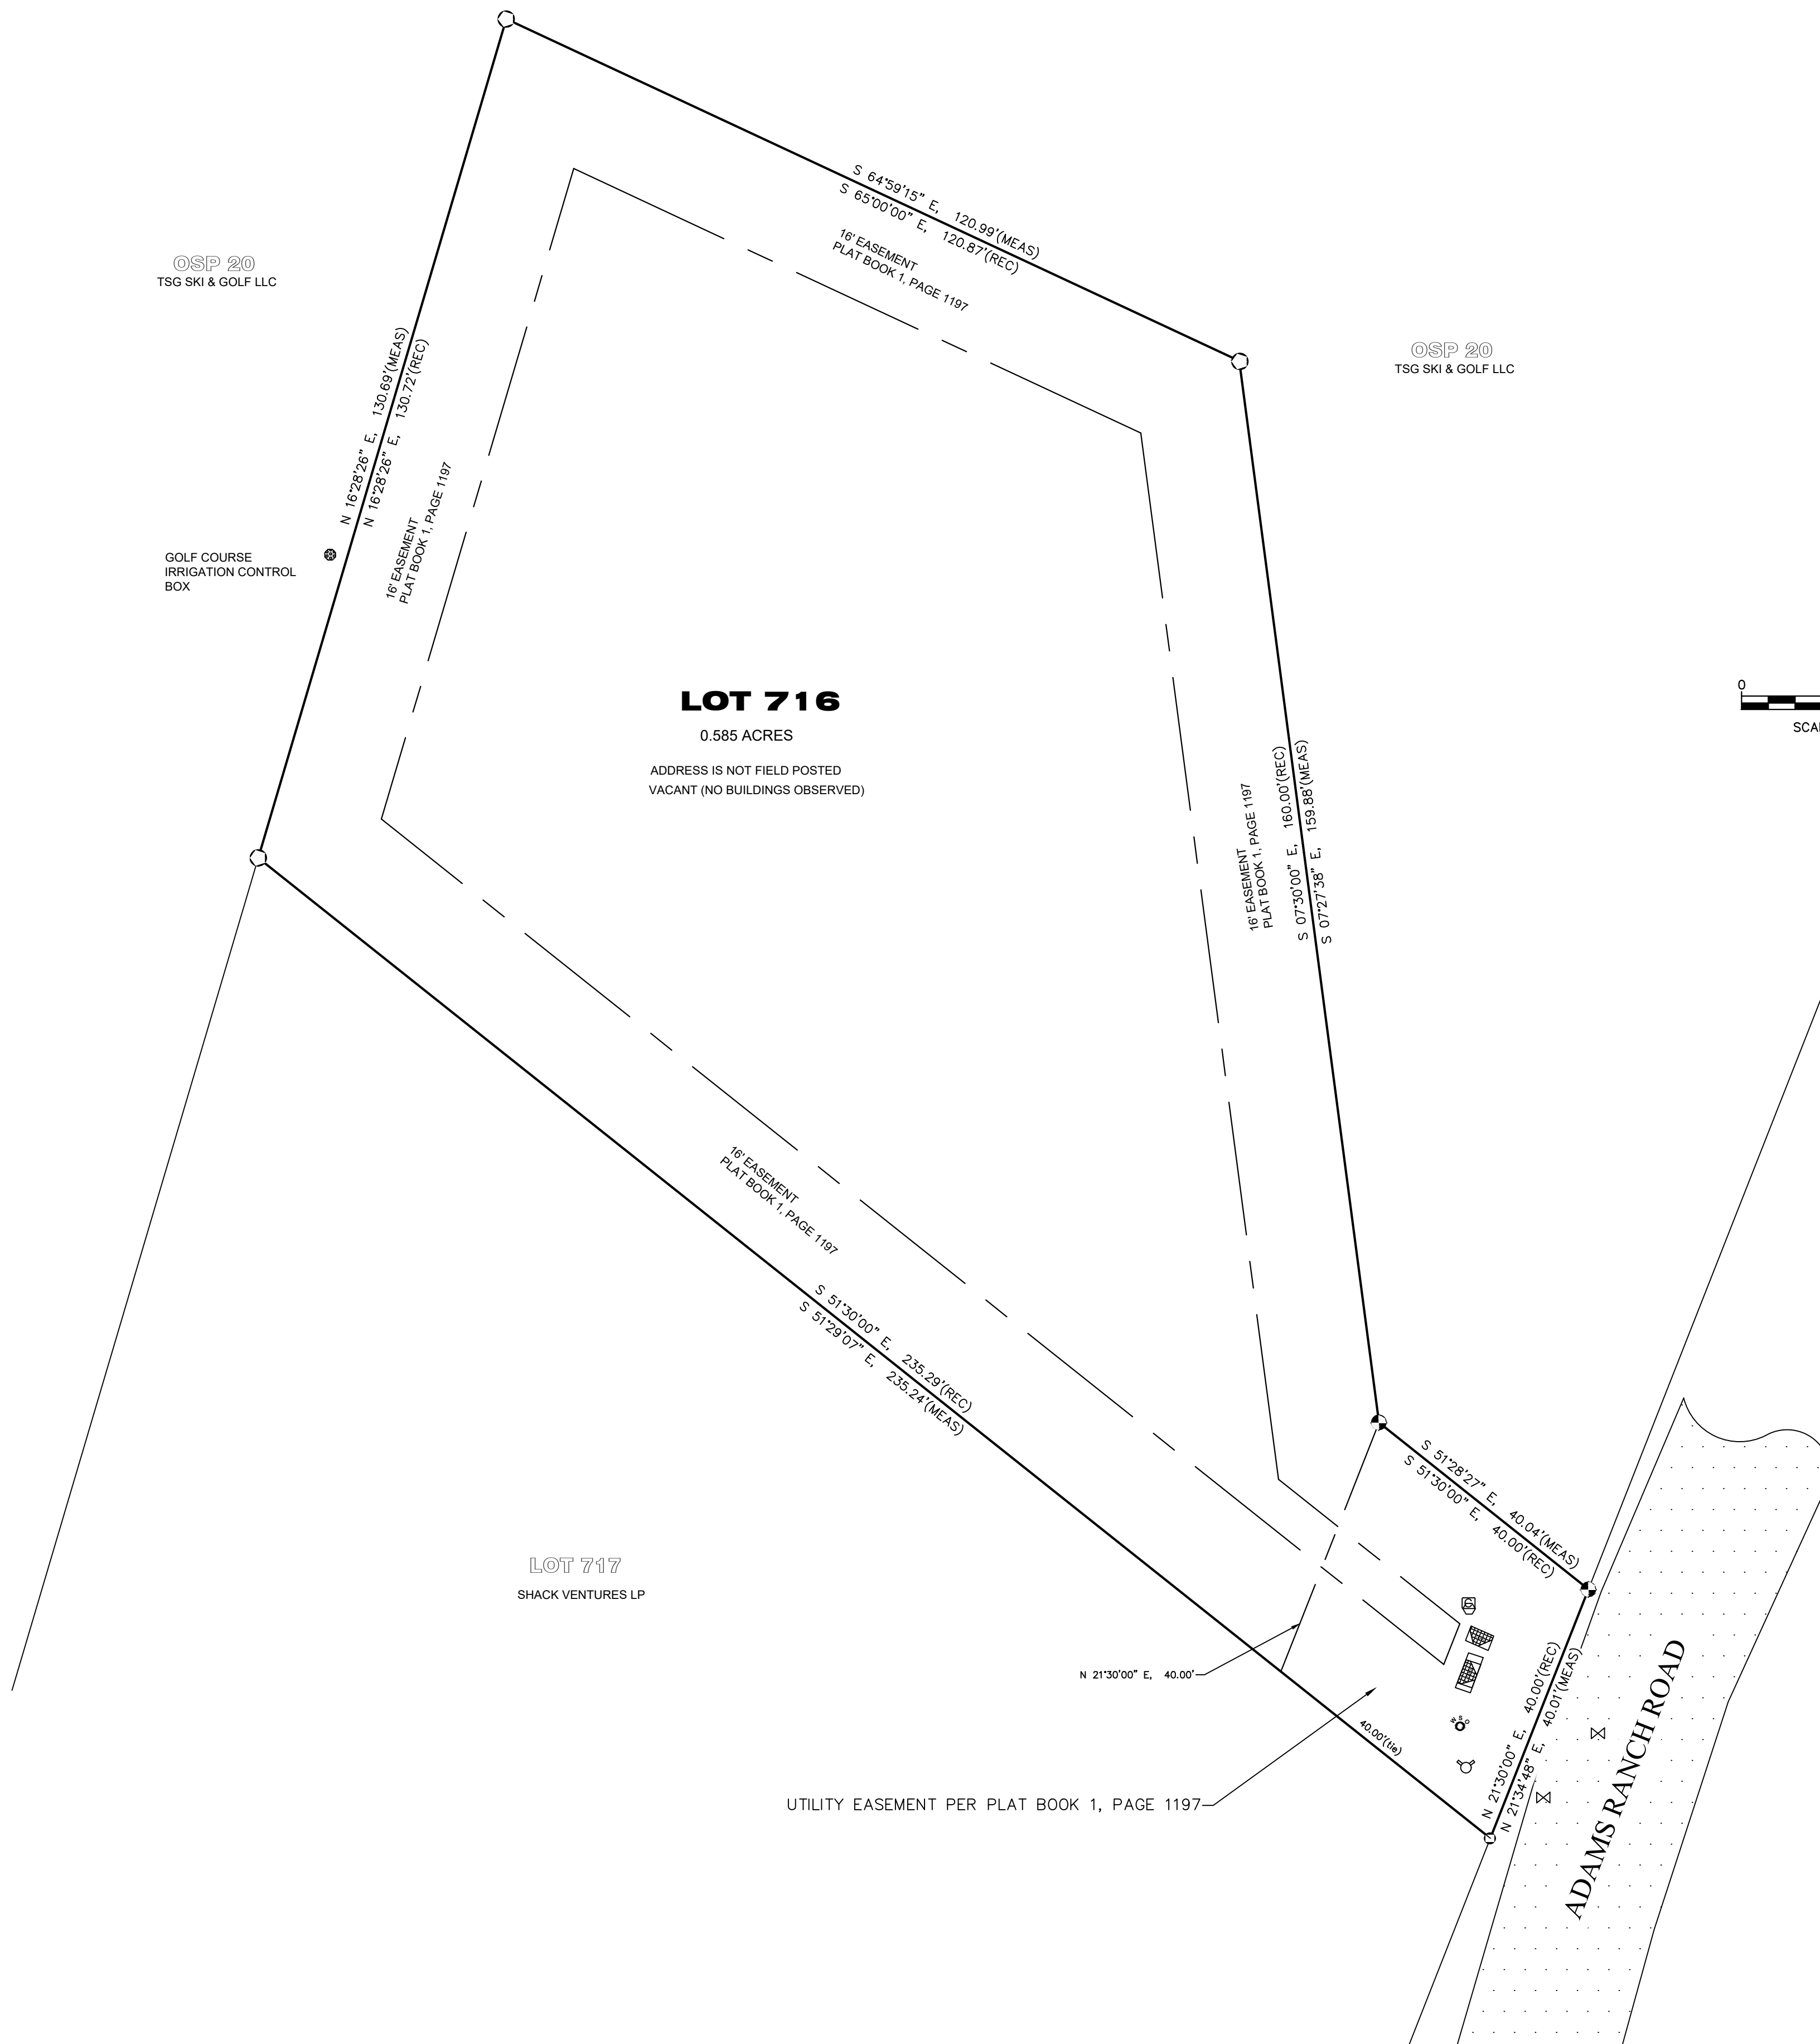 S 64°59'15" E, 120.99'(MEAS)
S 65°00'00" E, 120.87'(REC)
16' EASEMENT
PLAT BOOK 1, PAGE 1197
OSP 20
TSG SKI & GOLF LLC
OSP 20
TSG SKI & GOLF LLC
N 16°28'26" E, 130.69'(MEAS)
N 16°28'26" E, 130.72'(REC)
16' EASEMENT
PLAT BOOK 1, PAGE 1197
GOLF COURSE
IRRIGATION CONTROL
BOX
LOT 716
0.585 ACRES
ADDRESS IS NOT FIELD POSTED
VACANT (NO BUILDINGS OBSERVED)
0
16' EASEMENT
PLAT BOOK 1, PAGE 1197
S 07°30'00" E, 160.00'(REC)
S 07°27'38" E, 159.88'(MEAS)
16' EASEMENT
PLAT BOOK 1, PAGE 1197
S 51°30'00" E, 235.29'(REC)
S 51°29'07" E, 235.24'(MEAS)
S 51°28'27" E, 40.04'(MEAS)
S 51°30'00" E, 40.00'(REC)
LOT 717
SHACK VENTURES LP
C
N 21°30'00" E, 40.00'
W S O
40.00'(tie)
N 21°30'00" E, 40.00'(REC)
N 21°34'48" E, 40.01'(MEAS)
ADAMS RANCH ROAD
UTILITY EASEMENT PER PLAT BOOK 1, PAGE 1197